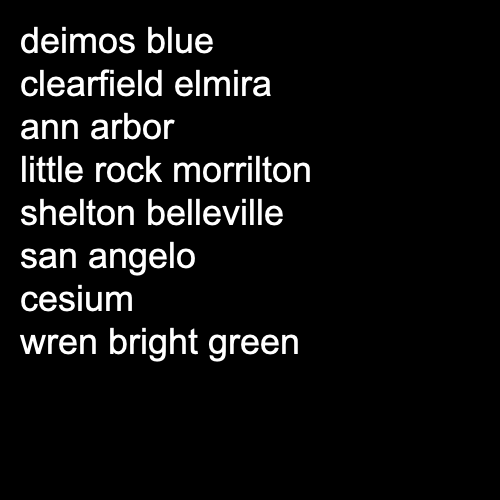 deimos blue
clearfield elmira
ann arbor
little rock morrilton
shelton belleville
san angelo
cesium
wren bright green